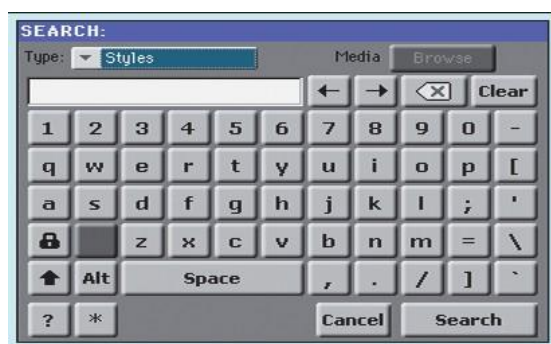 SEARCH:
Type: Styles Media Browse
← → Clear
1 2 3 4 5 6 7 8 9 0 -
q w e r t y u i o p [
a s d f g h j k l ; '
z x c v b n m = \
Alt Space , . / ] `
? * Cancel Search